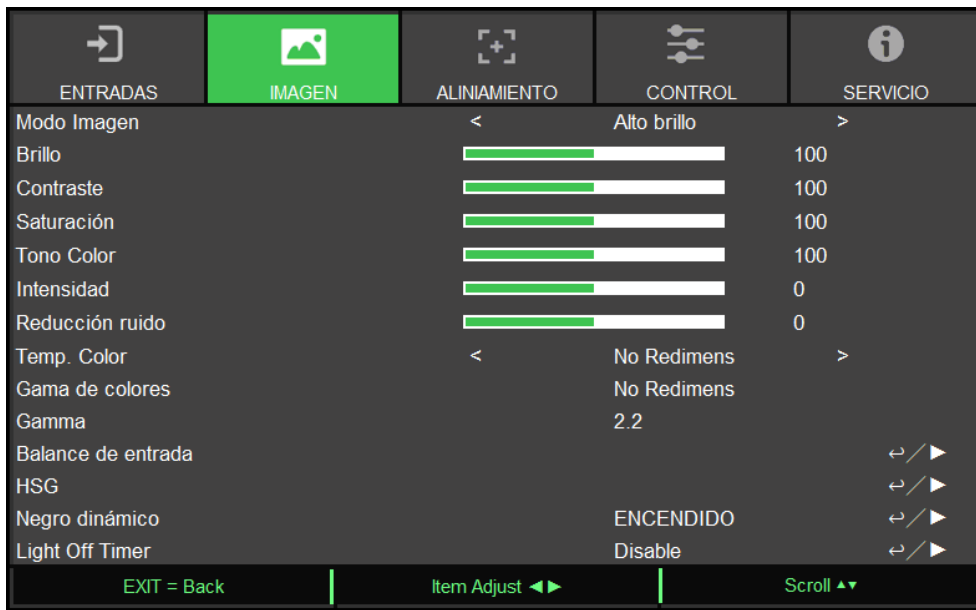 ENTRADAS IMAGEN ALINIAMIENTO CONTROL SERVICIO
Modo Imagen < Alto brillo >
Brillo 100
Contraste 100
Saturación 100
Tono Color 100
Intensidad 0
Reducción ruido 0
Temp. Color < No Redimens >
Gama de colores No Redimens
Gamma 2.2
Balance de entrada ↩/▶
HSG ↩/▶
Negro dinámico ENCENDIDO ↩/▶
Light Off Timer Disable ↩/▶
EXIT = Back Item Adjust ◀▶ Scroll ▲▼